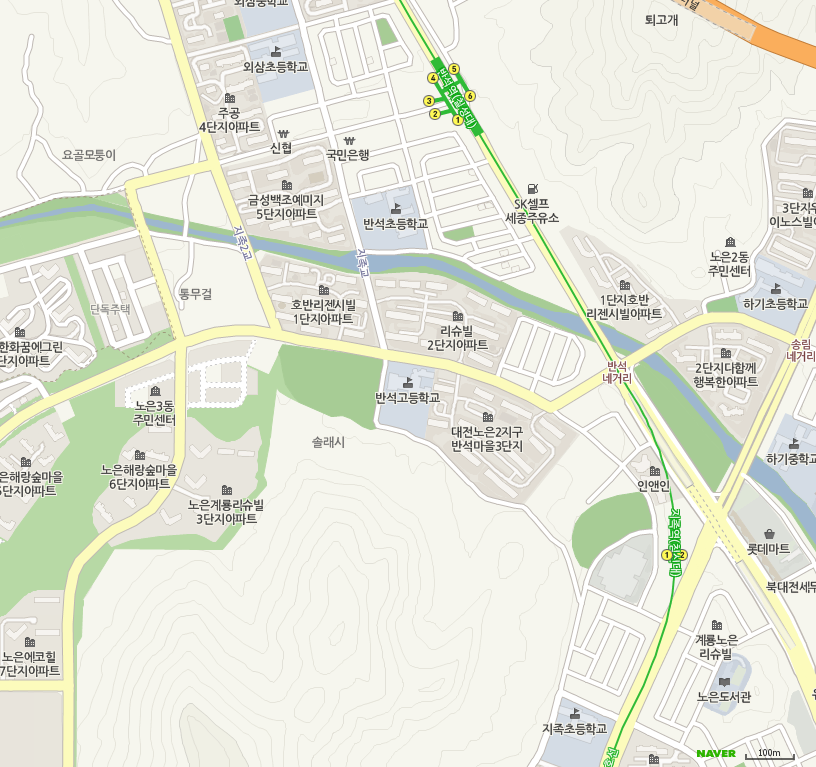 외삼중학교
터널
퇴고개
외삼초등학교
반석역(칠성대)
5
4
6
3
2
1
주공
4단지아파트
신협
국민은행
요골모퉁이
금성백조예미지
5단지아파트
반석초등학교
SK셀프
세종주유소
3단지우
이노스빌아
지족2교
지족교
노은2동
주민센터
하기초등학교
통무걸
단독주택
호반리젠시빌
1단지아파트
리슈빌
2단지아파트
1단지호반
리젠시빌아파트
한화꿈에그린
단지아파트
송림
네거리
반석
네거리
2단지다함께
행복한아파트
노은3동
주민센터
반석고등학교
대전노은2지구
반석마을3단지
솔래시
하기중학교
은해랑숲마을
5단지아파트
노은해랑숲마을
6단지아파트
노은계룡리슈빌
3단지아파트
인앤인
1
2
롯데마트
북대전세무
계룡노은
리슈빌
노은에코힐
7단지아파트
노은도서관
지족초등학교
호선
NAVER
100m